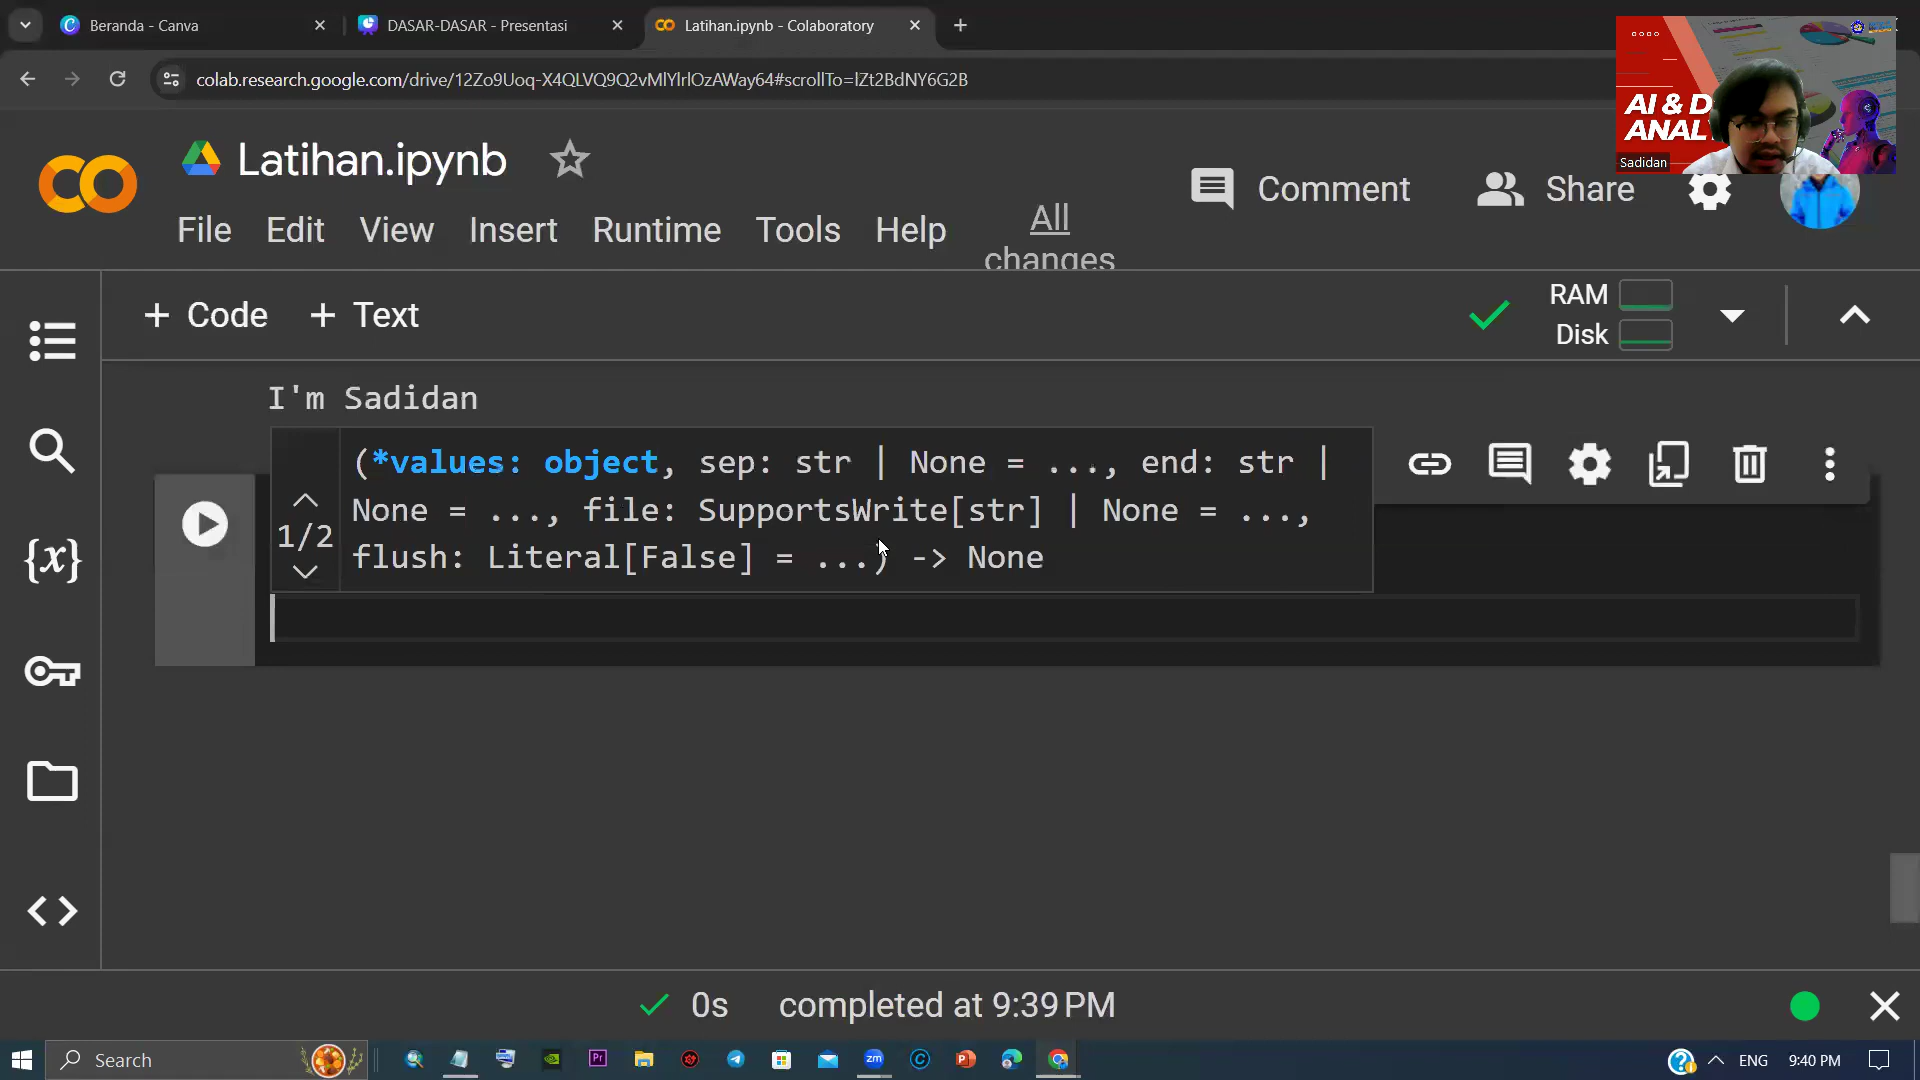 Beranda - Canva
DASAR-DASAR - Presentasi
Latihan.ipynb - Colaboratory
colab.research.google.com/drive/12Zo9Uoq-X4QLVQ9Q2vMlYlrlOzAWay64#scrollTo=lZt2BdNY6G2B
AI & D
ANAL
Sadidan
Latihan.ipynb
Comment
Share
File Edit View Insert Runtime Tools Help
All
changes
+ Code + Text
RAM
Disk
I'm Sadidan
(*values: object, sep: str | None = ..., end: str |
None = ..., file: SupportsWrite[str] | None = ...,
flush: Literal[False] = ...) -> None
1/2
{x}
0s completed at 9:39 PM
Search
Pr
zm
ENG
9:40 PM